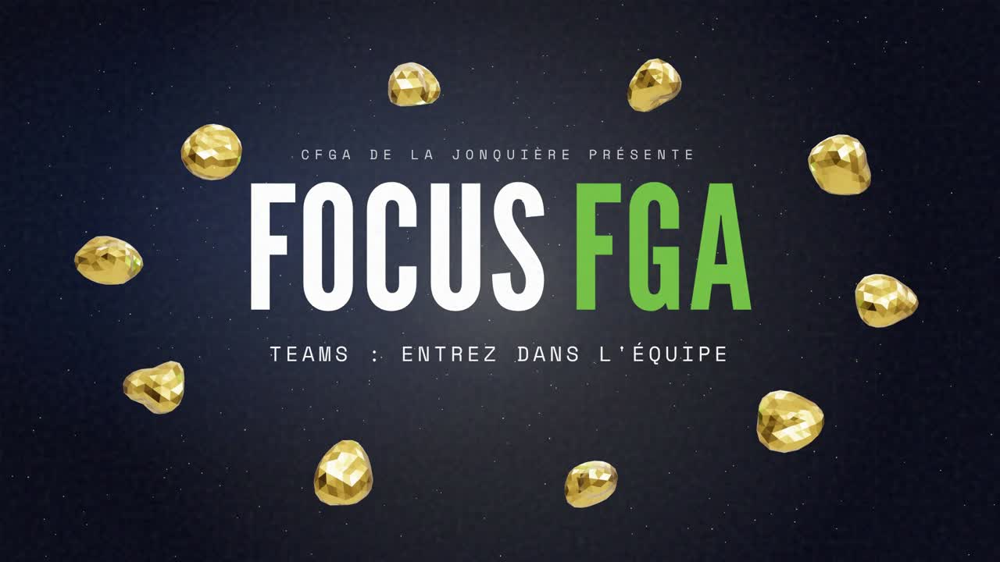 CFGA DE LA JONQUIÈRE PRÉSENTE
FOCUS FGA
TEAMS : ENTREZ DANS L'ÉQUIPE